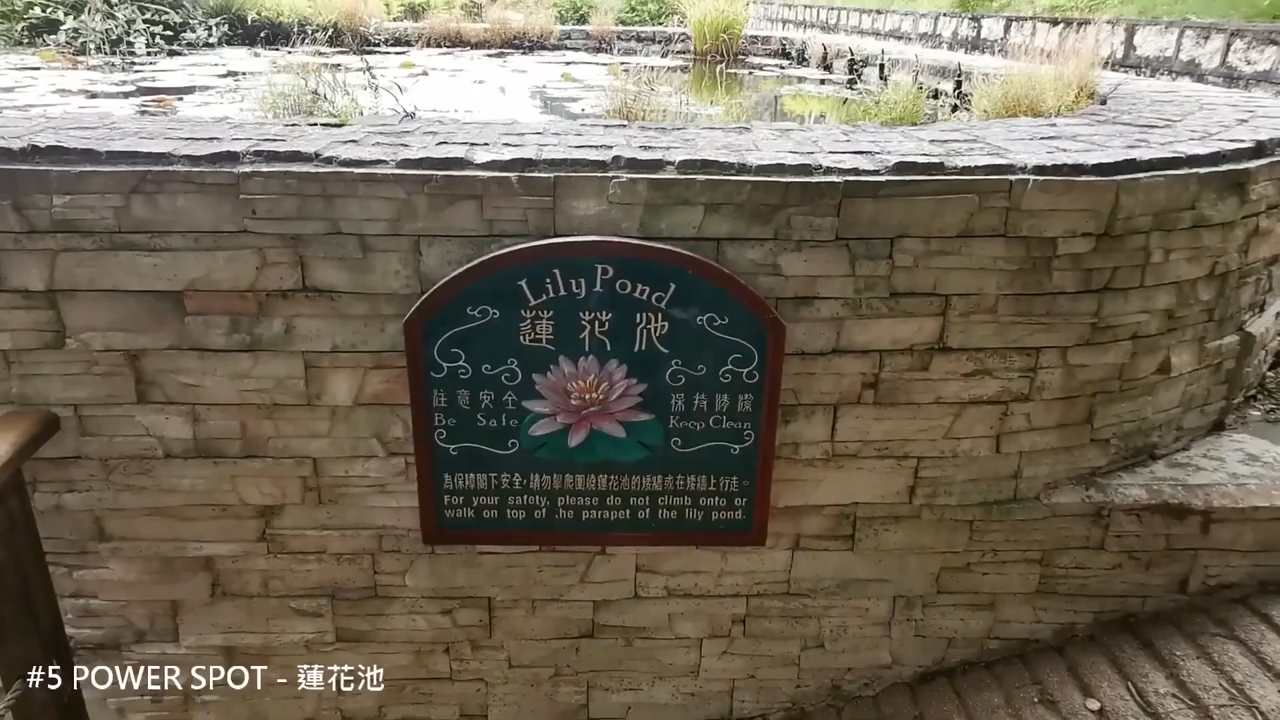 Lily Pond
蓮花池
注意安全
Be Safe
保持清潔
Keep Clean
為保障閣下安全,請勿攀爬圍繞蓮花池的矮牆或在矮牆上行走。
For your safety, please do not climb onto or
walk on top of the parapet of the lily pond.
#5 POWER SPOT - 蓮花池